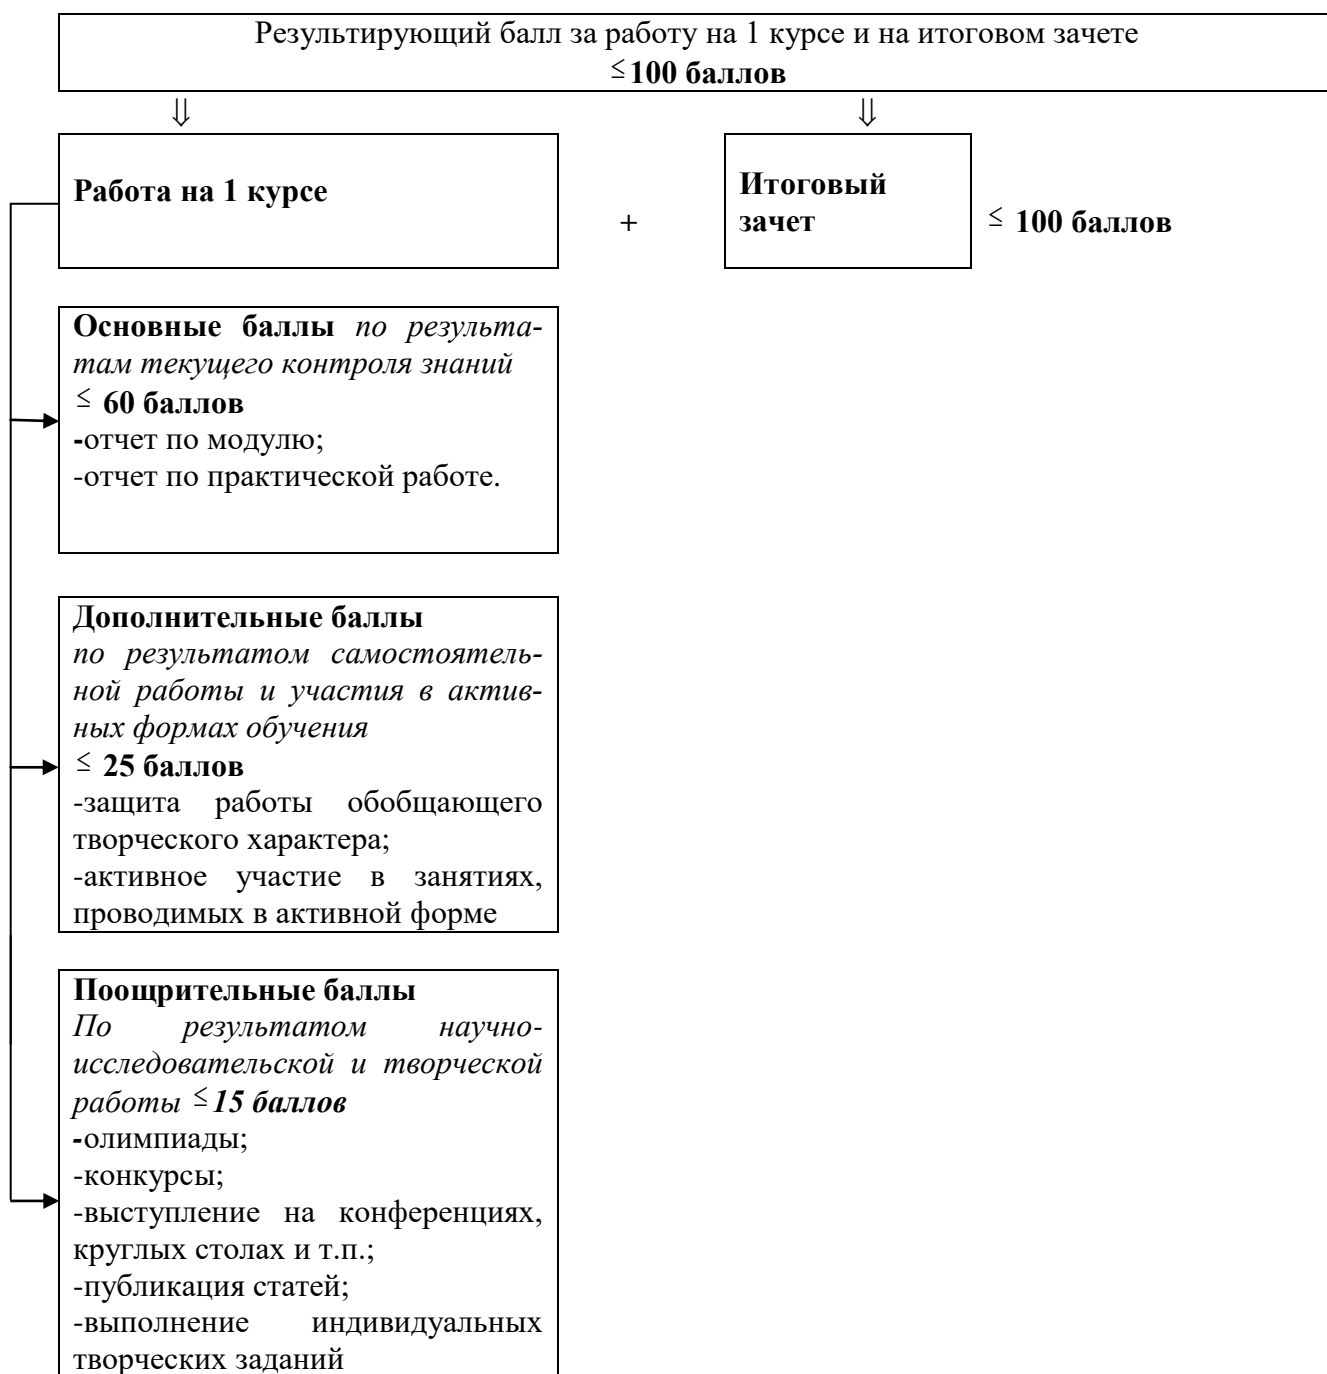 Результирующий балл за работу на 1 курсе и на итоговом зачете
≤100 баллов
⇓ ⇓
Работа на 1 курсе
+
Итоговый
зачет
≤ 100 баллов
Основные баллы по результа-
там текущего контроля знаний
≤ 60 баллов
-отчет по модулю;
-отчет по практической работе.
Дополнительные баллы
по результатом самостоятель-
ной работы и участия в актив-
ных формах обучения
≤ 25 баллов
-защита работы обобщающего
творческого характера;
-активное участие в занятиях,
проводимых в активной форме
Поощрительные баллы
По результатом научно-
исследовательской и творческой
работы ≤15 баллов
-олимпиады;
-конкурсы;
-выступление на конференциях,
круглых столах и т.п.;
-публикация статей;
-выполнение индивидуальных
творческих заданий